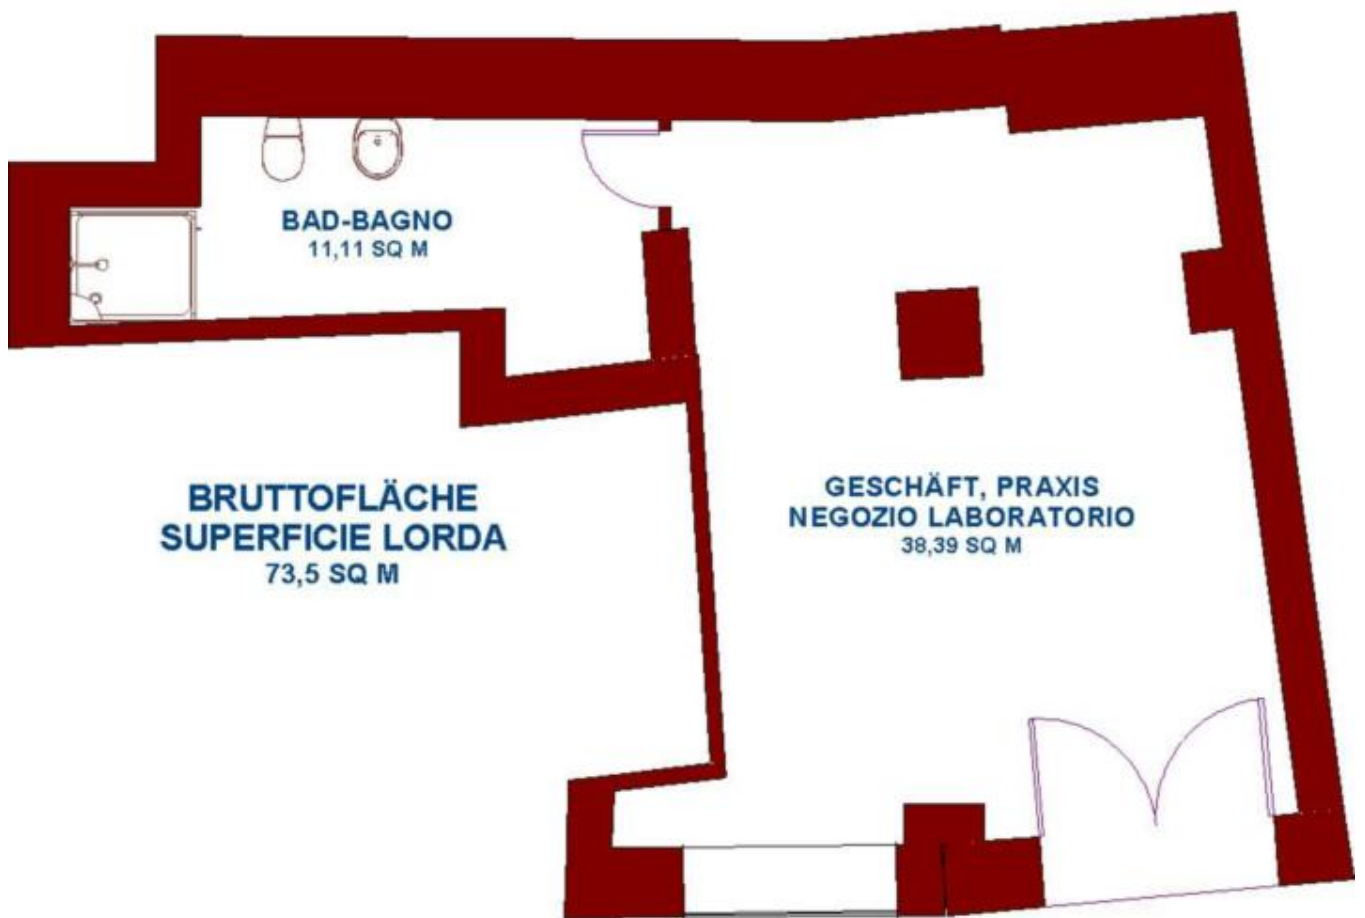 BAD-BAGNO
11,11 SQ M
BRUTTOFLÄCHE
SUPERFICIE LORDA
73,5 SQ M
GESCHÄFT, PRAXIS
NEGOZIO LABORATORIO
38,39 SQ M